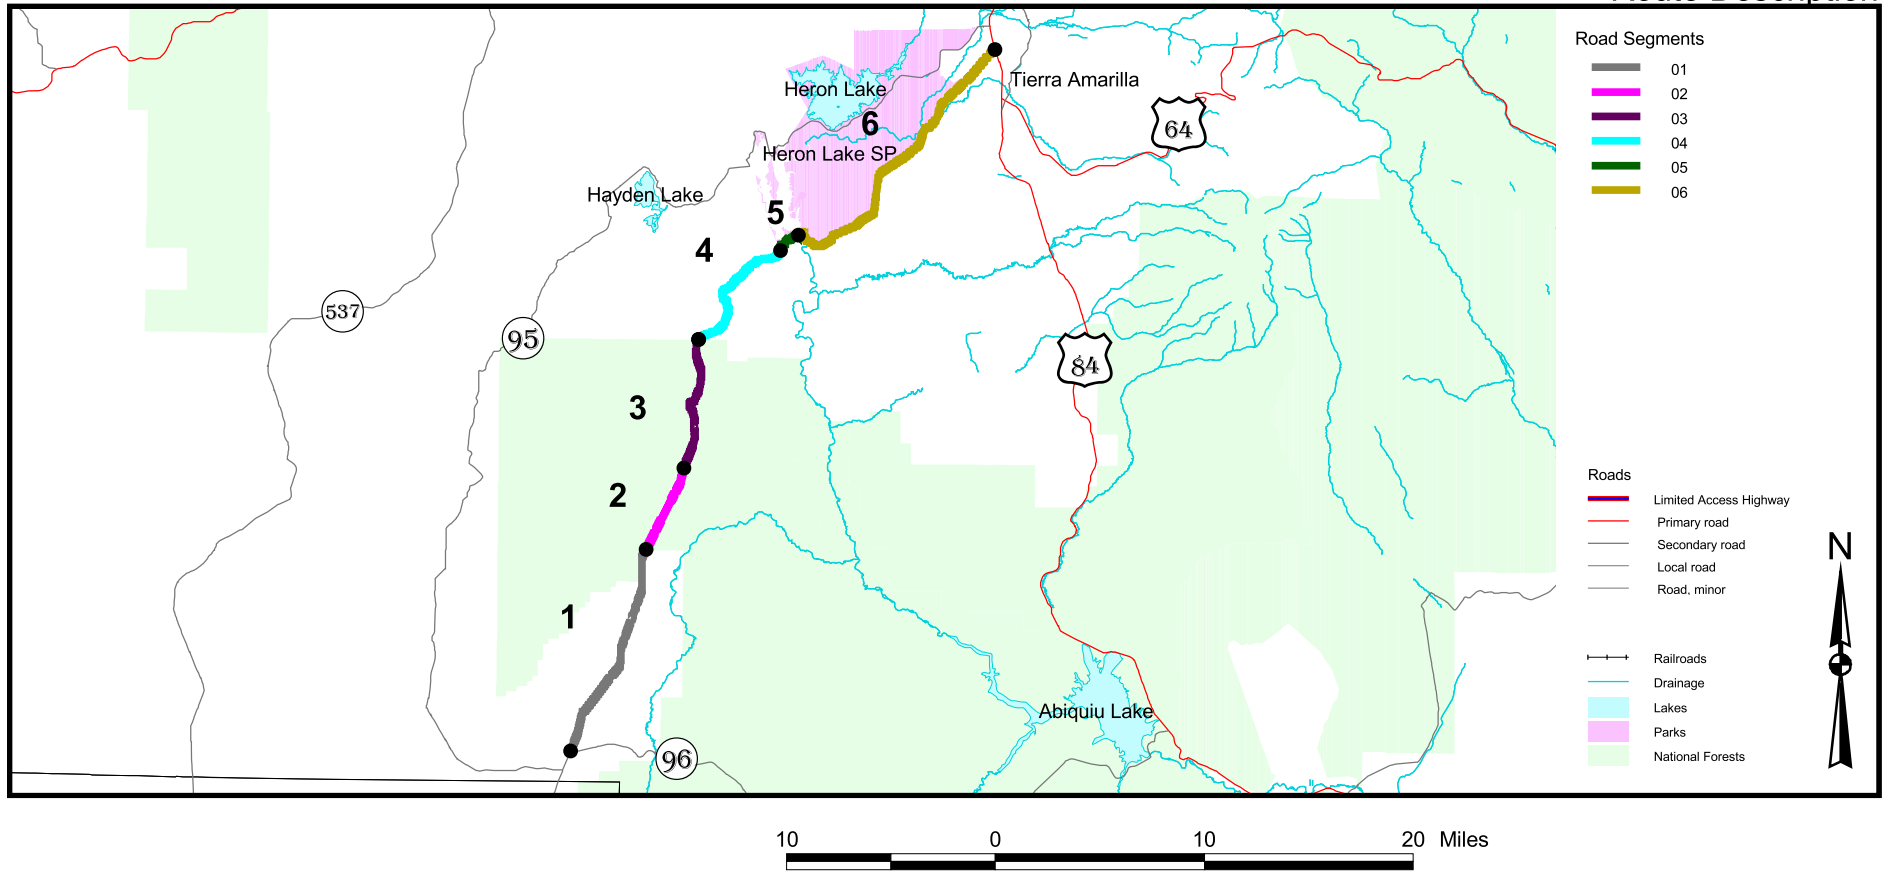 Route Description
Road Segments
01
02
03
04
05
06
Tierra Amarilla
Heron Lake
6
64
Heron Lake SP
Hayden Lake
5
4
537
95
84
3
2
1
Abiquiu Lake
96
Roads
Limited Access Highway
Primary road
Secondary road
Local road
Road, minor
N
Railroads
Drainage
Lakes
Parks
National Forests
10 0 10 20 Miles